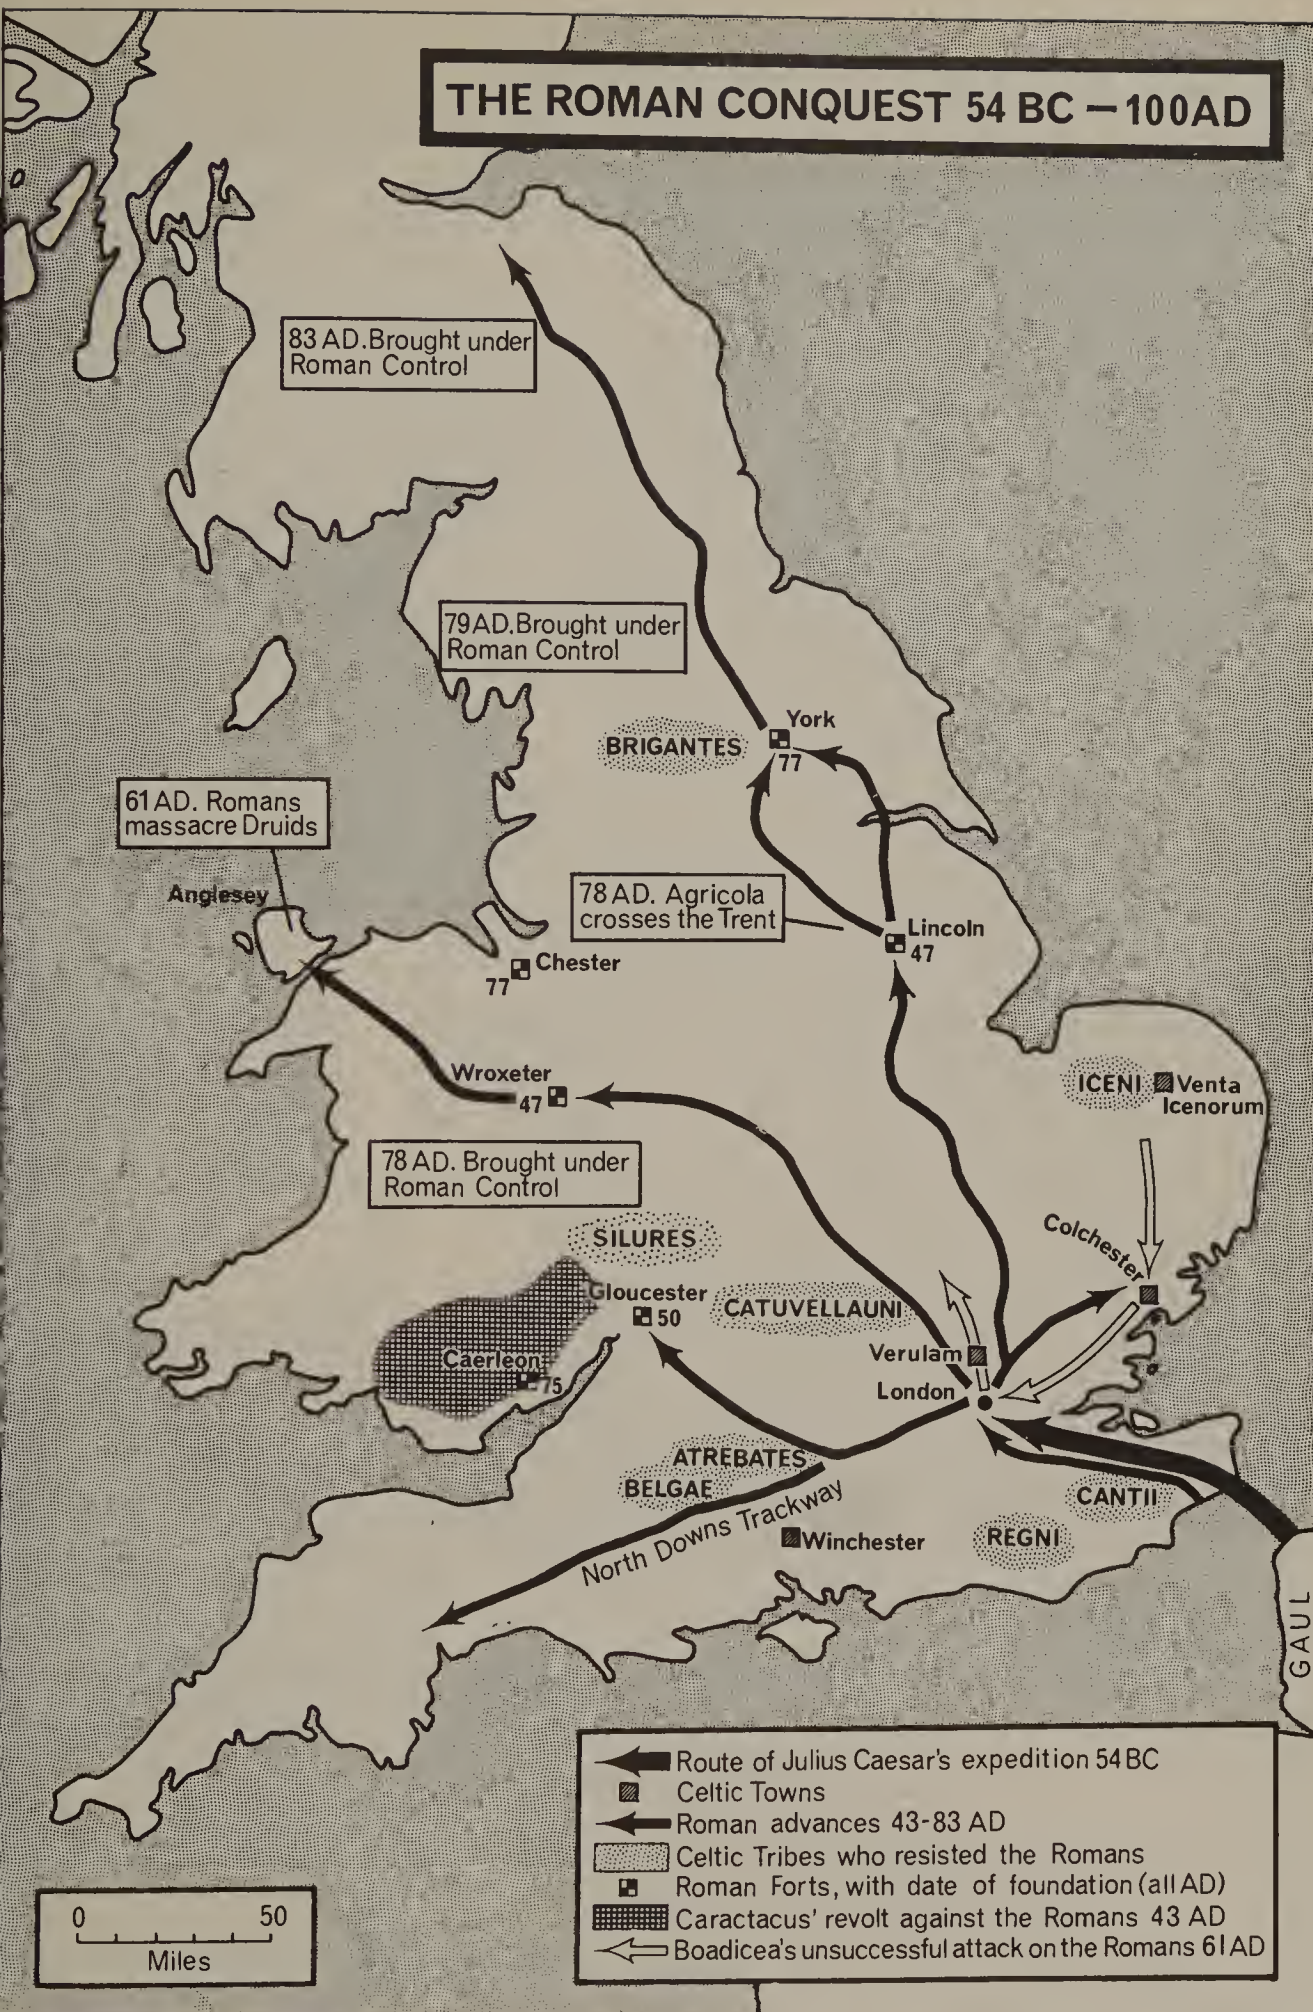 THE ROMAN CONQUEST 54 BC – 100AD
83 AD. Brought under
Roman Control
79 AD. Brought under
Roman Control
York
BRIGANTES
77
61 AD. Romans
massacre Druids
Anglesey
78 AD. Agricola
crosses the Trent
Lincoln
47
Chester
77
Wroxeter
47
ICENI
Venta
Icenorum
78 AD. Brought under
Roman Control
SILURES
Colchester
Gloucester
50
CATUVELLAUNI
Verulam
Caerleon
75
London
ATREBATES
BELGAE
CANTII
North Downs Trackway
Winchester
REGNI
GAUL
Route of Julius Caesar's expedition 54 BC
Celtic Towns
Roman advances 43-83 AD
Celtic Tribes who resisted the Romans
Roman Forts, with date of foundation (all AD)
Caractacus' revolt against the Romans 43 AD
Boadicea's unsuccessful attack on the Romans 61 AD
0 50
Miles